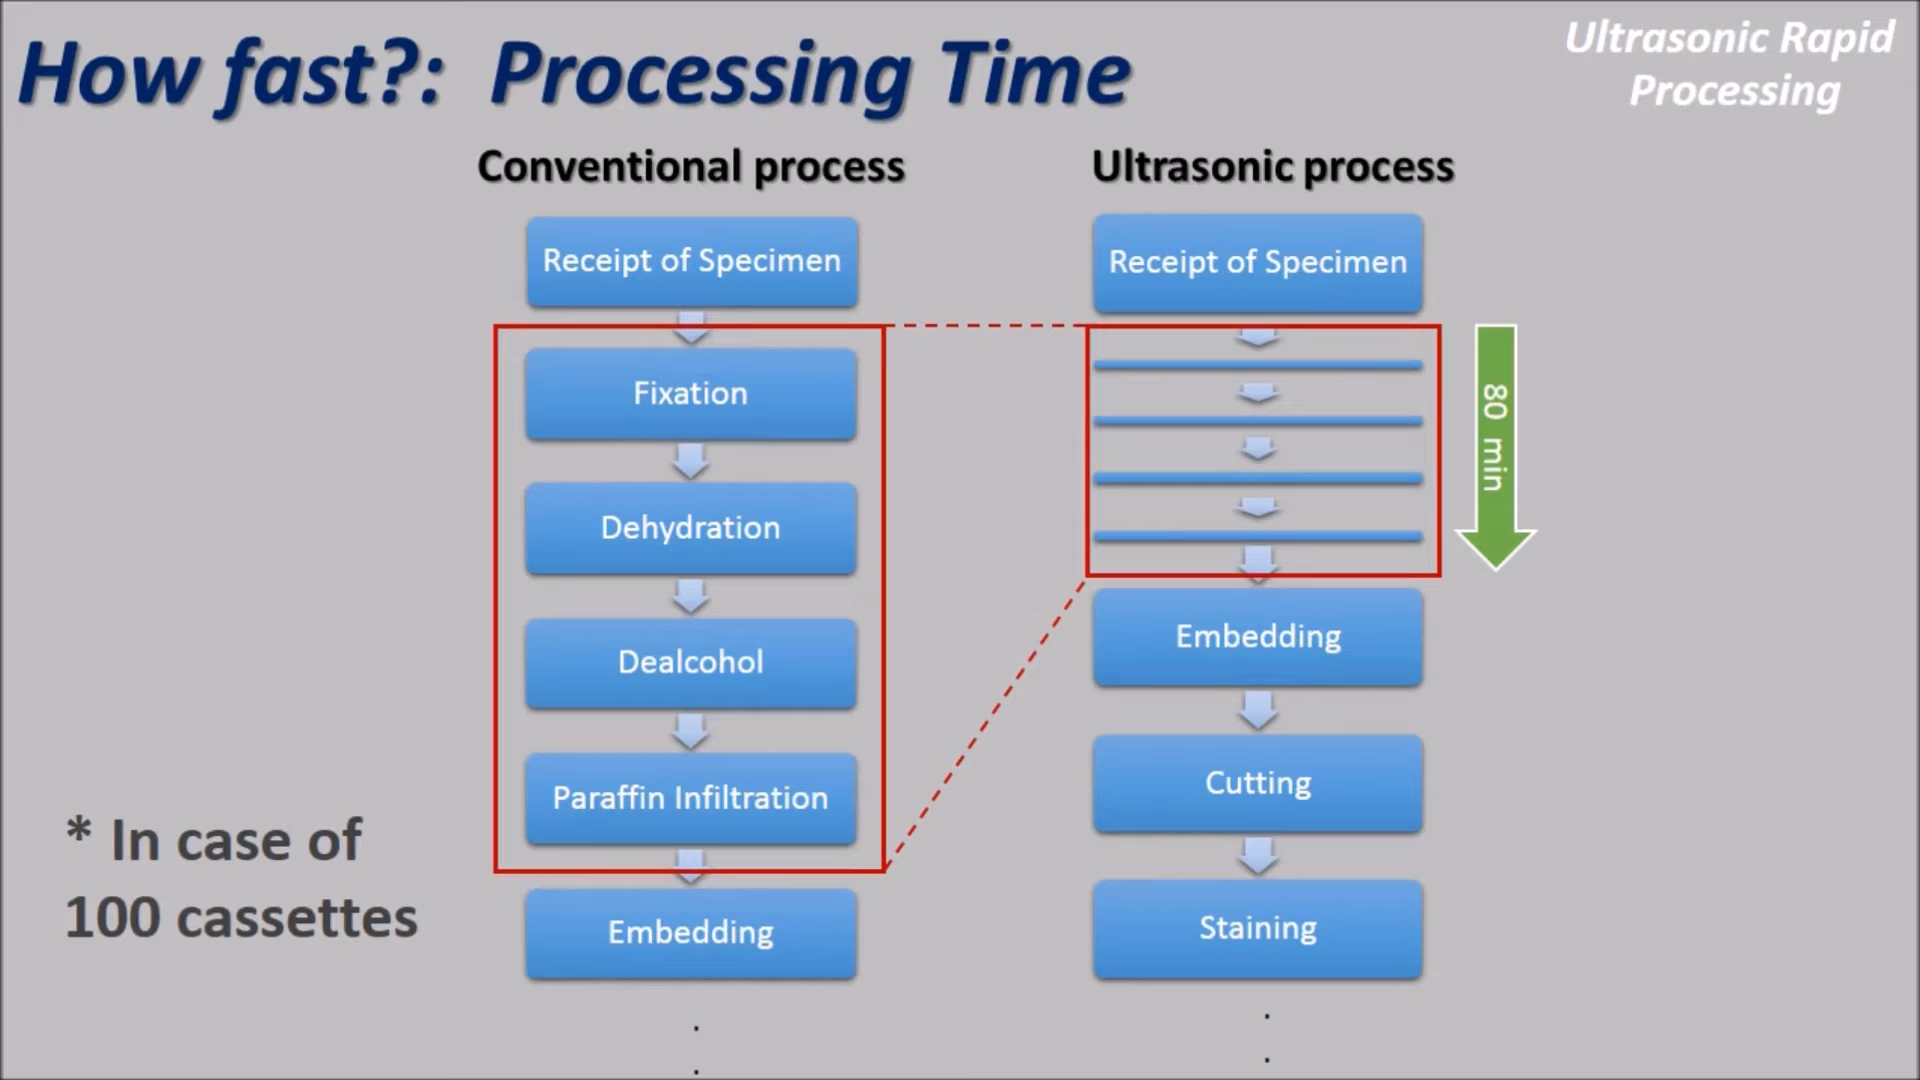 How fast?: Processing Time
Ultrasonic Rapid
Processing
Conventional process
Receipt of Specimen
Fixation
Dehydration
Dealcohol
Paraffin Infiltration
Embedding
.
.
Ultrasonic process
Receipt of Specimen
80 min
Embedding
Cutting
Staining
.
.
* In case of
100 cassettes